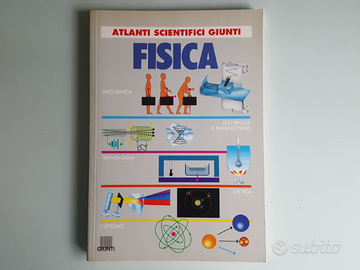 ATLANTI SCIENTIFICI GIUNTI
FISICA
MECCANICA
ELETTRICITÀ
E MAGNETISMO
TERMOLOGIA
OTTICA
L'ATOMO
GIUNTI
subito